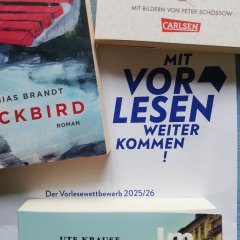 MIT BILDERN VON PETER SCHÖSSOW
CARLSEN
IAS BRANDT
CKBIRD
ROMAN
MIT
VOR
LESEN
WEITER
KOMMEN
!
Der Vorlesewettbewerb 2025/26
UTE KRAUSE
Im